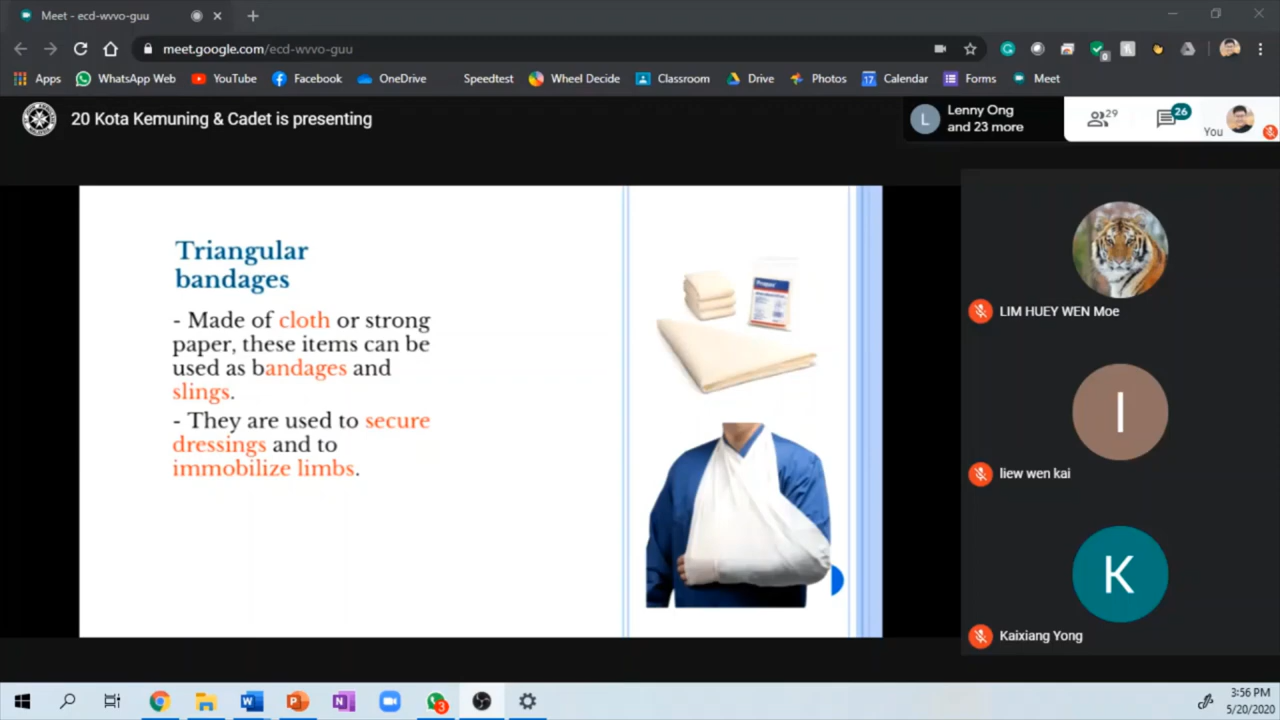 Meet - ecd-wvvo-guu
meet.google.com/ecd-wvvo-guu
Apps WhatsApp Web YouTube Facebook OneDrive Speedtest Wheel Decide Classroom Drive Photos Calendar Forms Meet
20 Kota Kemuning & Cadet is presenting
L
Lenny Ong
and 23 more
29
26
You
Triangular
bandages
- Made of cloth or strong
paper, these items can be
used as bandages and
slings.
- They are used to secure
dressings and to
immobilize limbs.
LIM HUEY WEN Moe
I
liew wen kai
K
Kaixiang Yong
3
3:56 PM
5/20/2020